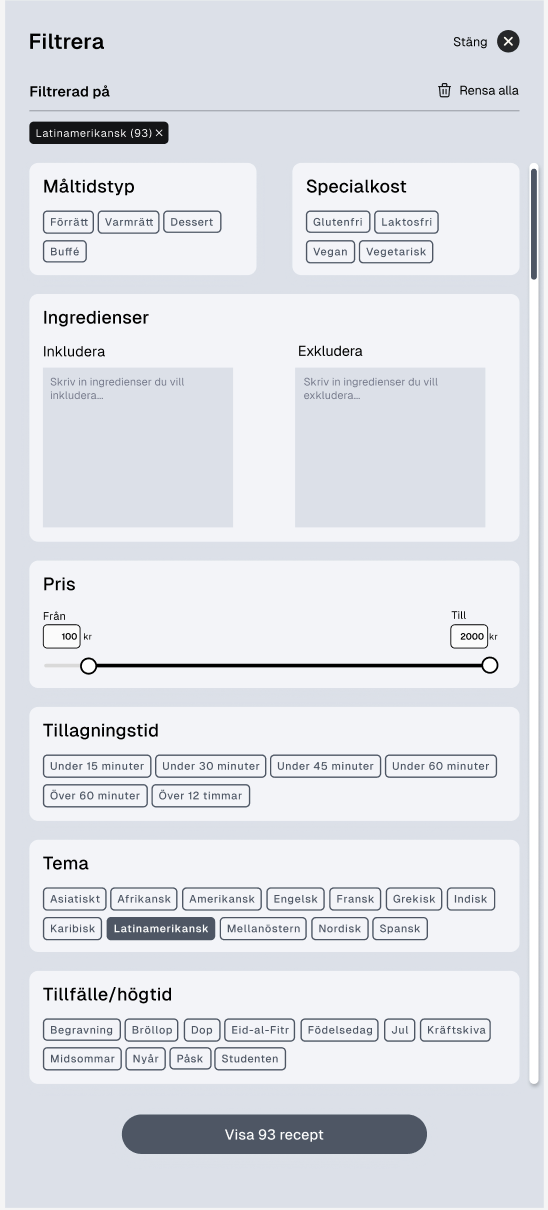 Filtrera
Stäng
Filtrerad på
Rensa alla
Latinamerikansk (93) ×
Måltidstyp
Förrätt Varmrätt Dessert
Buffé
Specialkost
Glutenfri Laktosfri
Vegan Vegetarisk
Ingredienser
Inkludera
Skriv in ingredienser du vill
inkludera...
Exkludera
Skriv in ingredienser du vill
exkludera...
Pris
Från
100 kr
Till
2000 kr
Tillagningstid
Under 15 minuter Under 30 minuter Under 45 minuter Under 60 minuter
Över 60 minuter Över 12 timmar
Tema
Asiatiskt Afrikansk Amerikansk Engelsk Fransk Grekisk Indisk
Karibisk Latinamerikansk Mellanöstern Nordisk Spansk
Tillfälle/högtid
Begravning Bröllop Dop Eid-al-Fitr Födelsedag Jul Kräftskiva
Midsommar Nyår Påsk Studenten
Visa 93 recept